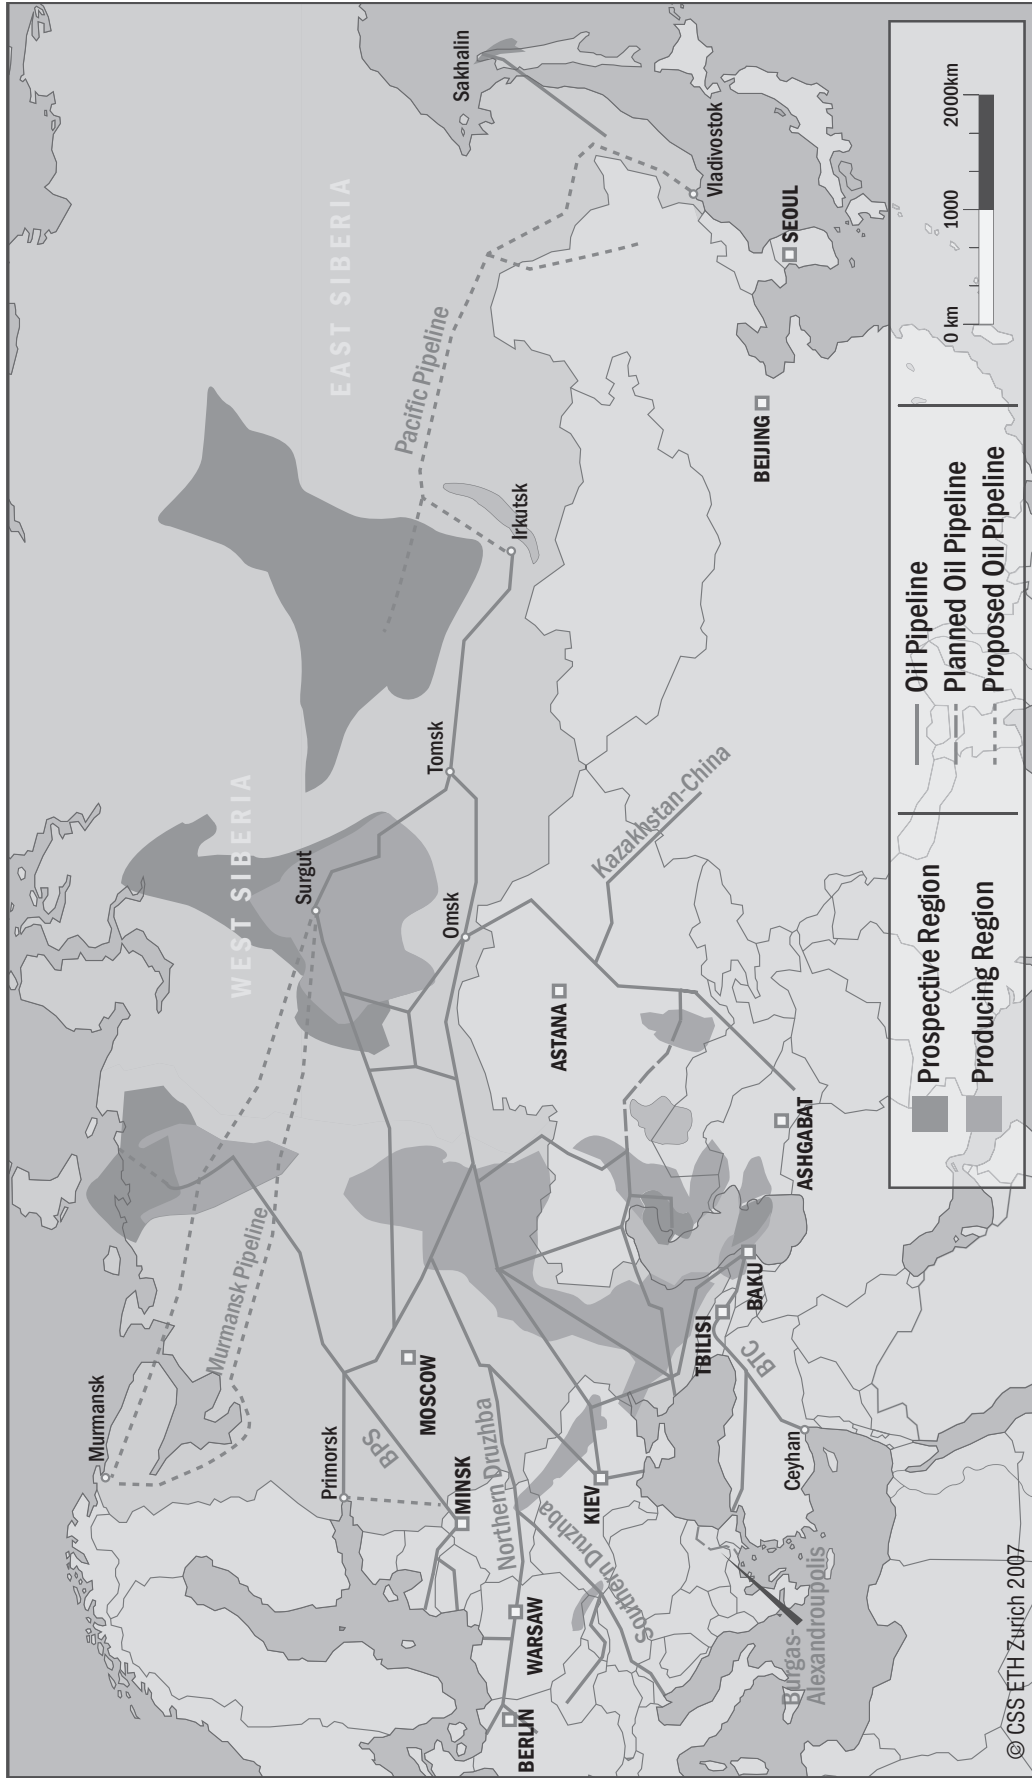 Murmansk
Murmansk Pipeline
WEST SIBERIA
EAST SIBERIA
Surgut
Primorsk
BPS
MOSCOW
MINSK
Northern Druzhba
Omsk
Tomsk
Pacific Pipeline
Sakhalin
Irkutsk
BERLIN
WARSAW
Southern Druzhba
KIEV
ASTANA
Kazakhstan-China
Vladivostok
BEIJING
SEOUL
TBILISI
BAKU
BTC
Ceyhan
ASHGABAT
Burgas-
Alexandroupolis
Prospective Region
Producing Region
Oil Pipeline
Planned Oil Pipeline
Proposed Oil Pipeline
0 km 1000 2000km
© CSS ETH Zurich 2007